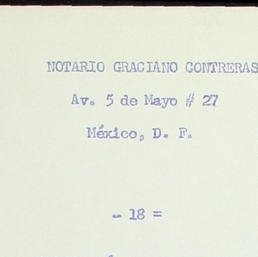 NOTARIO GRACIANO CONTRERAS
Av. 5 de Mayo # 27
México, D. F.
- 18 =